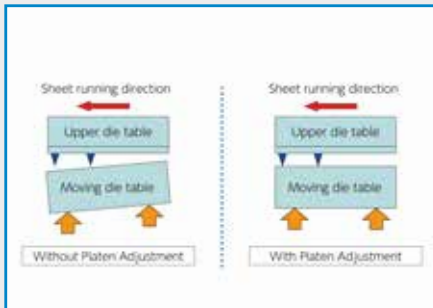 Sheet running direction
Upper die table
Moving die table
Without Platen Adjustment
Sheet running direction
Upper die table
Moving die table
With Platen Adjustment